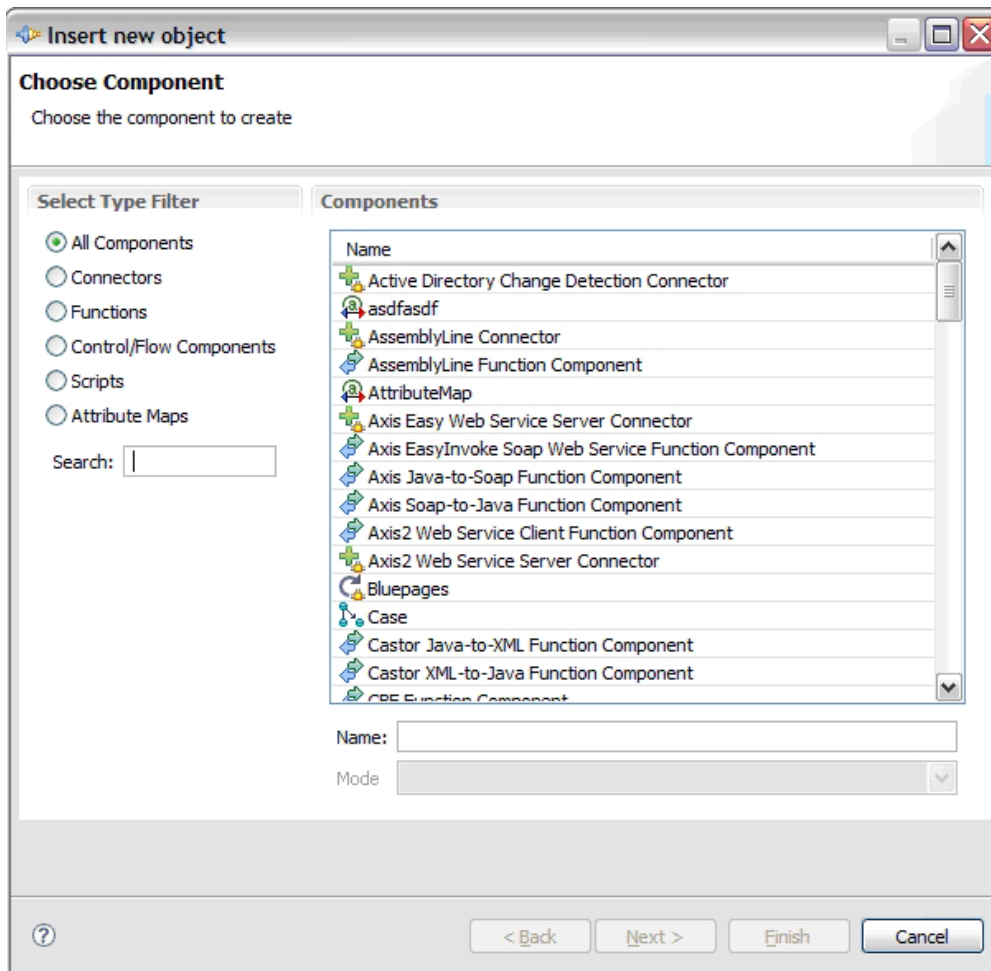 Insert new object
Choose Component
Choose the component to create
Select Type Filter
All Components
Connectors
Functions
Control/Flow Components
Scripts
Attribute Maps
Search:
Components
Name
Active Directory Change Detection Connector
asdfasdf
AssemblyLine Connector
AssemblyLine Function Component
AttributeMap
Axis Easy Web Service Server Connector
Axis EasyInvoke Soap Web Service Function Component
Axis Java-to-Soap Function Component
Axis Soap-to-Java Function Component
Axis2 Web Service Client Function Component
Axis2 Web Service Server Connector
Bluepages
Case
Castor Java-to-XML Function Component
Castor XML-to-Java Function Component
CBE Function Component
Name:
Mode
?
< Back Next > Finish Cancel